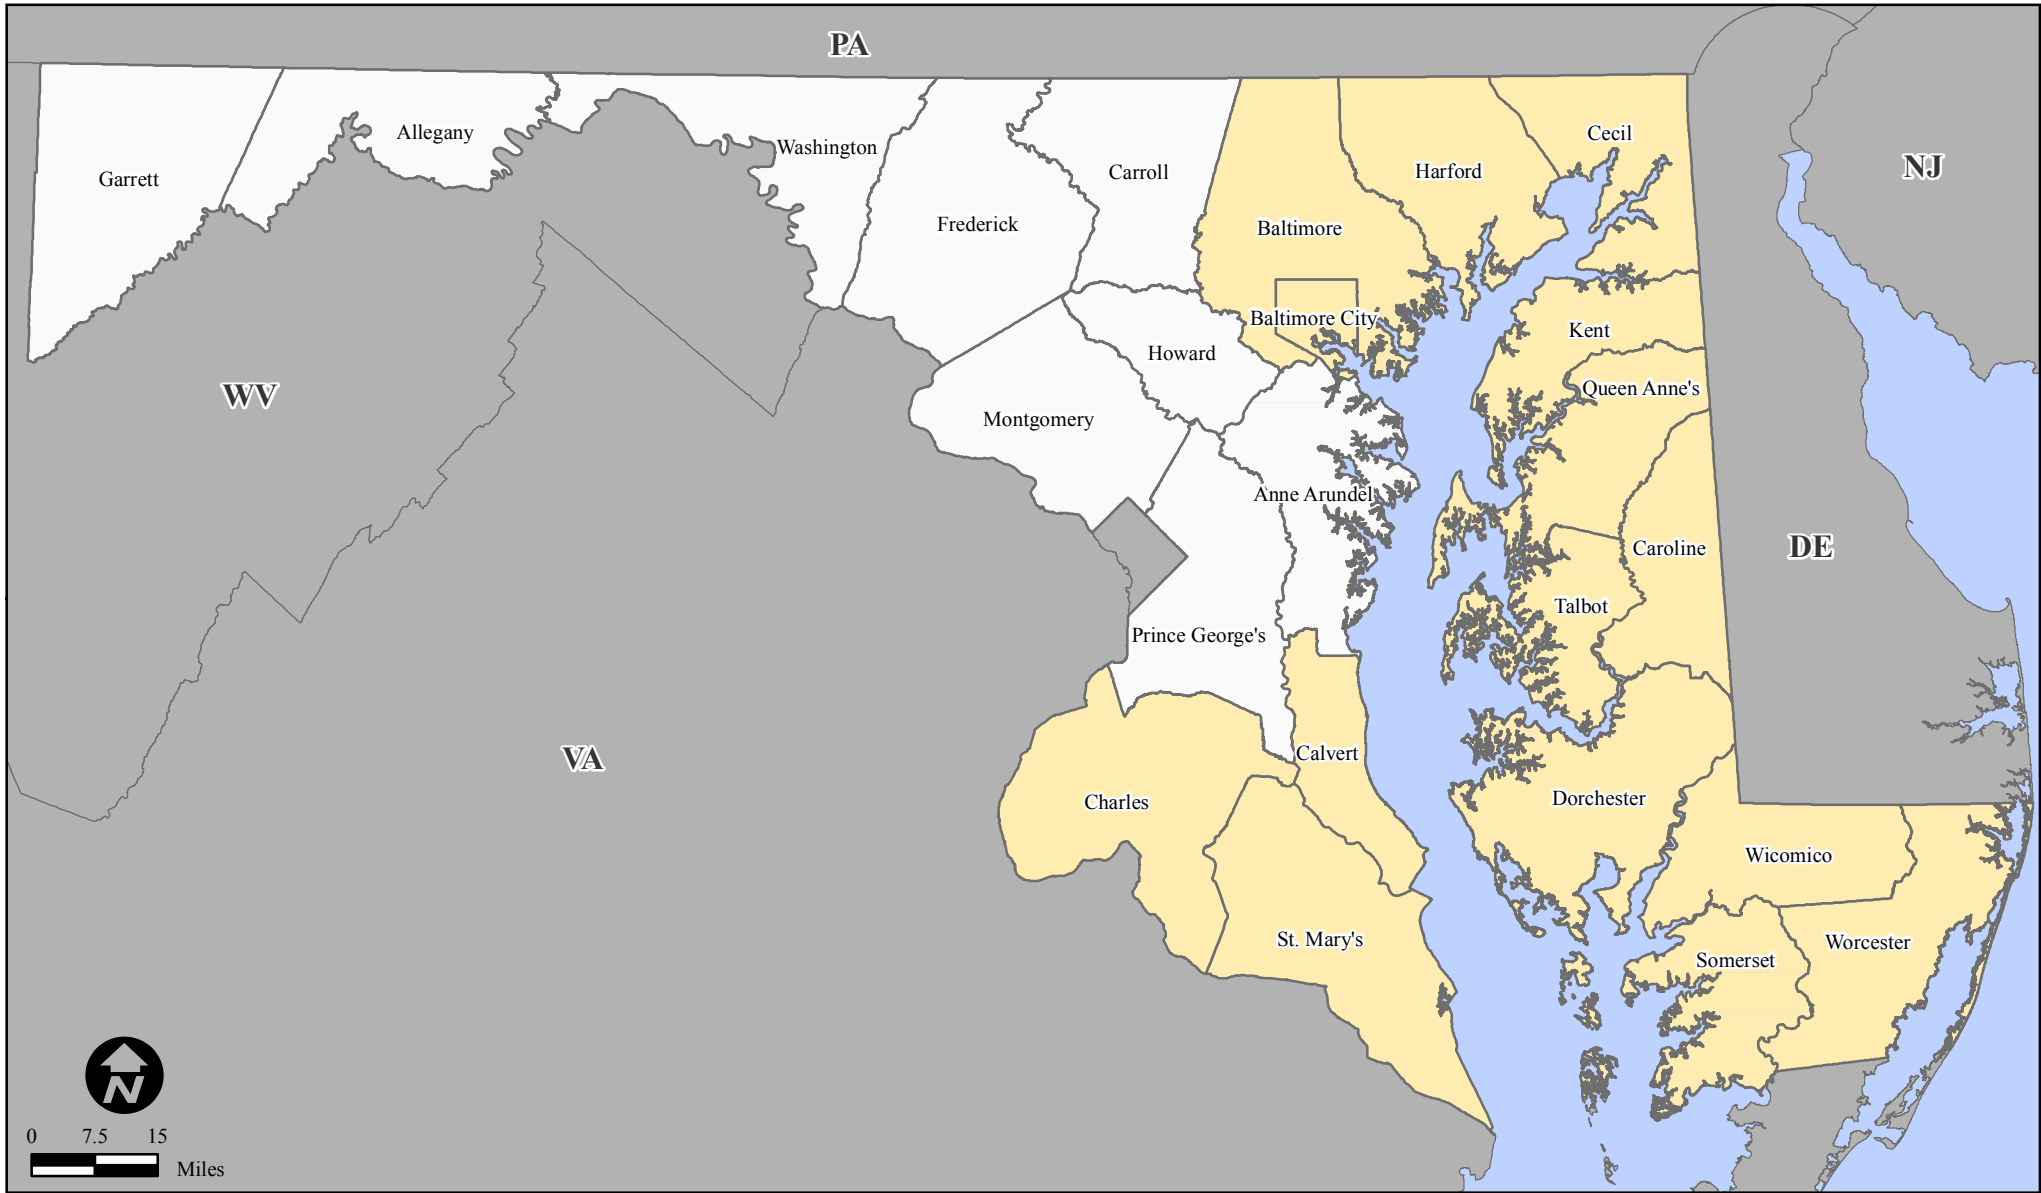 PA
Cecil
Allegany
Washington
NJ
Harford
Carroll
Garrett
Frederick
Baltimore
Baltimore City
Kent
Howard
Queen Anne's
WV
Montgomery
Anne Arundel
DE
Caroline
Talbot
Prince George's
Calvert
VA
Dorchester
Charles
Wicomico
St. Mary's
Worcester
Somerset
N
0 7.5 15
Miles